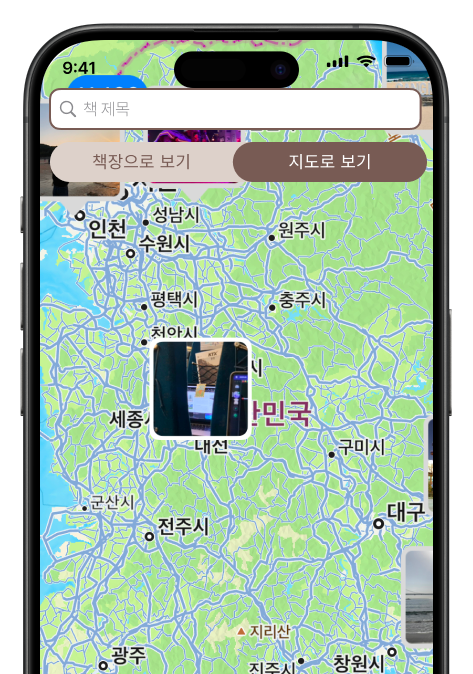 9:41
책 제목
책장으로 보기
지도로 보기
성남시
인천
수원시
원주시
평택시
충주시
천안시
시
민국
세종
대전
구미시
군산시
대구
전주시
지리산
광주
진주시
창원시